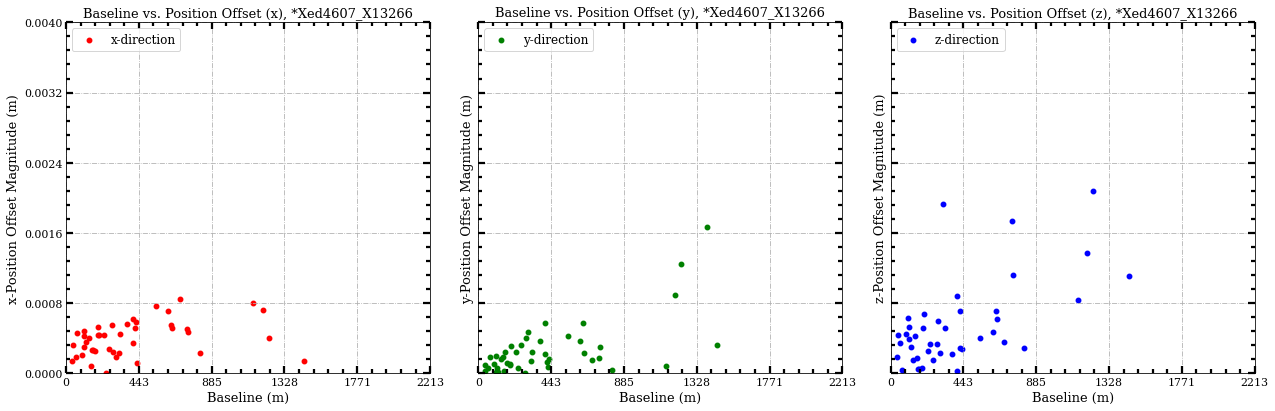 Baseline vs. Position Offset (x), *Xed4607_X13266
x-direction
x-Position Offset Magnitude (m)
0.0040
0.0032
0.0024
0.0016
0.0008
0.0000
0 443 885 1328 1771 2213
Baseline (m)
Baseline vs. Position Offset (y), *Xed4607_X13266
y-direction
y-Position Offset Magnitude (m)
0 443 885 1328 1771 2213
Baseline (m)
Baseline vs. Position Offset (z), *Xed4607_X13266
z-direction
z-Position Offset Magnitude (m)
0 443 885 1328 1771 2213
Baseline (m)